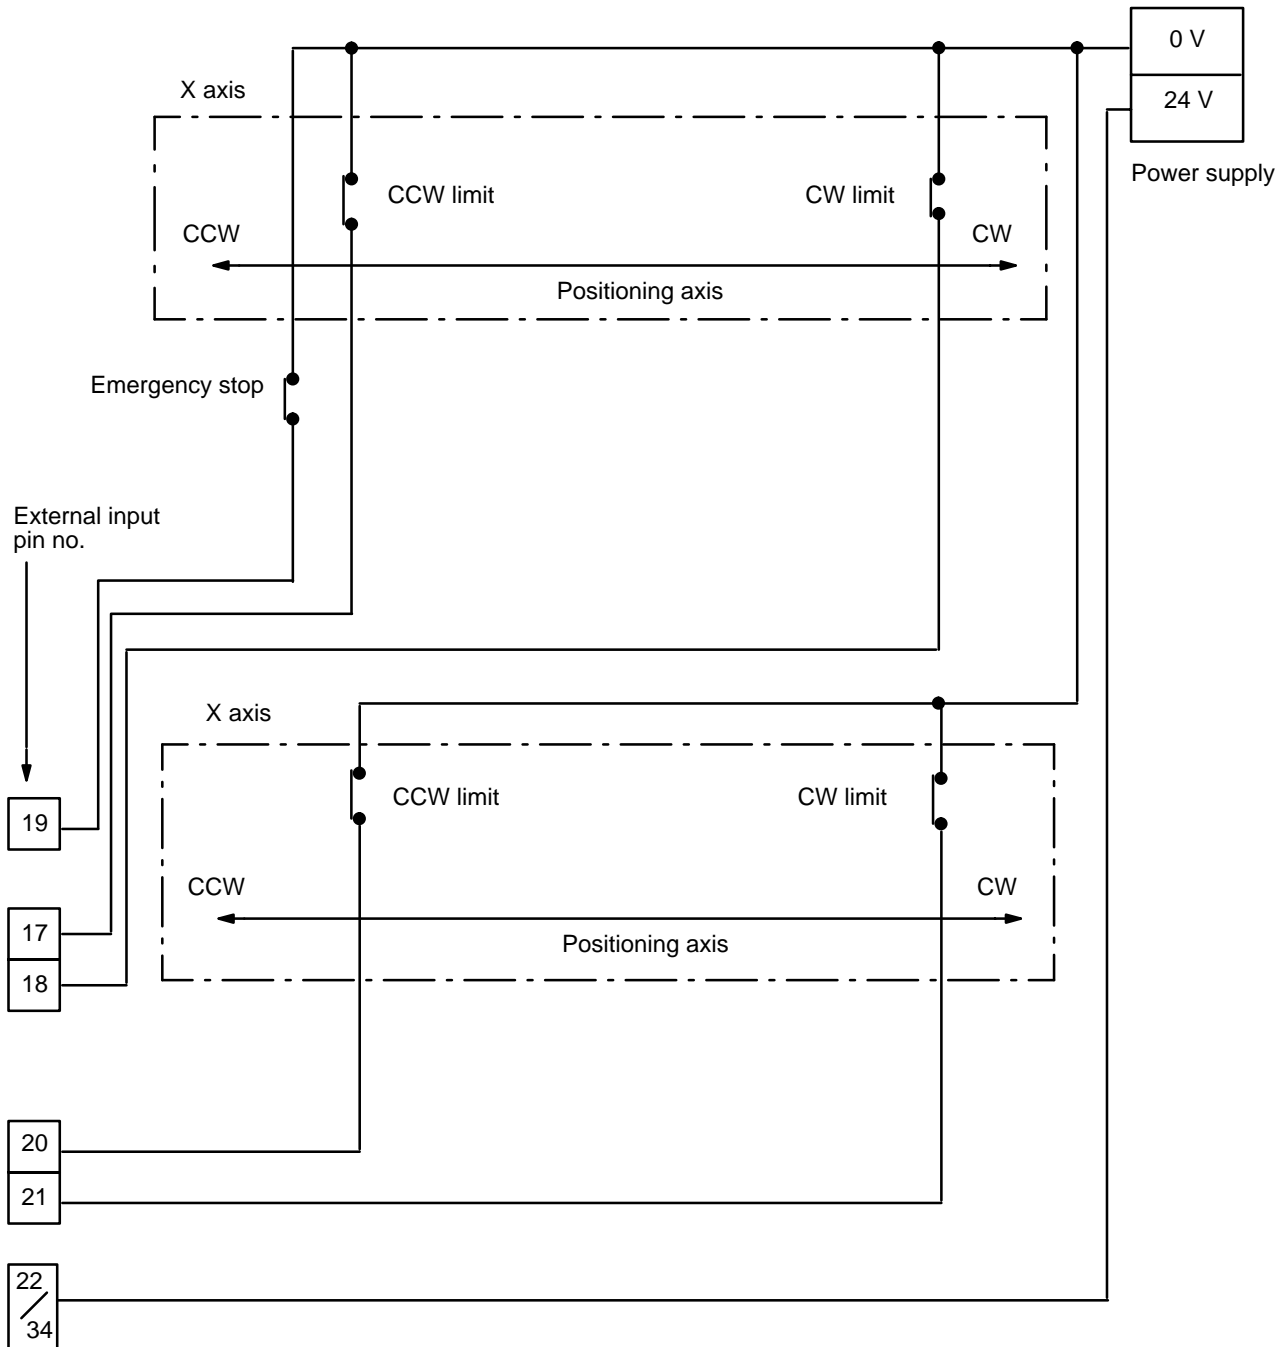 0 V
X axis
24 V
Power supply
CCW limit
CW limit
CCW
CW
Positioning axis
Emergency stop
External input
pin no.
X axis
CCW limit
CW limit
19
CCW
CW
17
Positioning axis
18
20
21
22
34